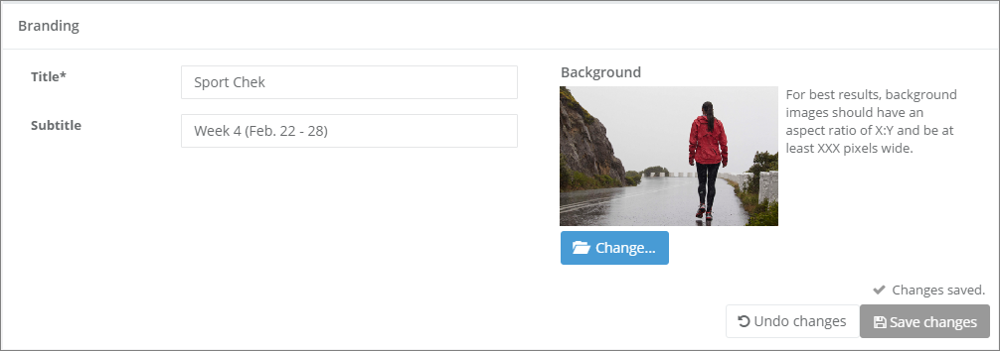 Branding
Title*
Sport Chek
Subtitle
Week 4 (Feb. 22 - 28)
Background
For best results, background
images should have an
aspect ratio of X:Y and be at
least XXX pixels wide.
Change...
Changes saved.
Undo changes
Save changes